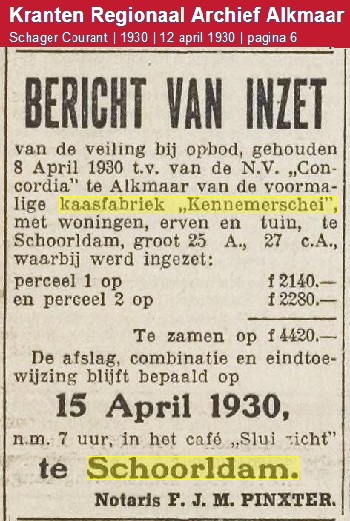 Kranten Regionaal Archief Alkmaar
Schager Courant | 1930 | 12 april 1930 | pagina 6
BERICHT VAN INZET
van de veiling bij opbod, gehouden
8 April 1930 t.v. van de N.V. „Con-
cordia” te Alkmaar van de voorma-
lige kaasfabriek „Kennemerschei”,
met woningen, erven en tuin, te
Schoorldam, groot 25 A., 27 c.A.,
waarbij werd ingezet:
perceel 1 op f 2140.—
en perceel 2 op f 2280.—
Te zamen op f 4420.—
De afslag, combinatie en eindtoe-
wijzing blijft bepaald op
15 April 1930,
n.m. 7 uur, in het café „Slui zicht”
te Schoorldam.
Notaris F. J. M. PINXTER.